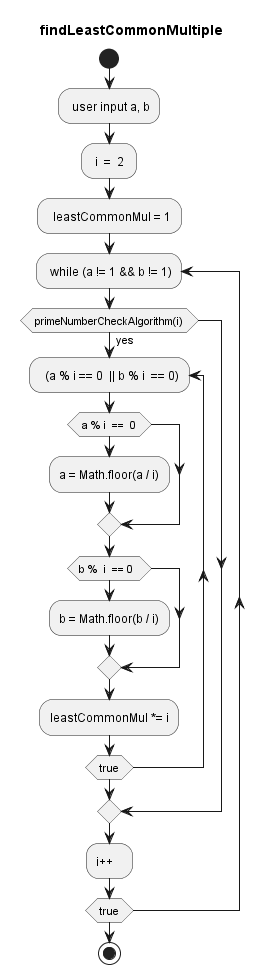 findLeastCommonMultiple
user input a, b
i = 2
leastCommonMul = 1
while (a != 1 && b != 1)
primeNumberCheckAlgorithm(i)
yes
(a % i == 0 || b % i == 0)
a % i == 0
a = Math.floor(a / i)
b % i == 0
b = Math.floor(b / i)
leastCommonMul *= i
true
i++
true